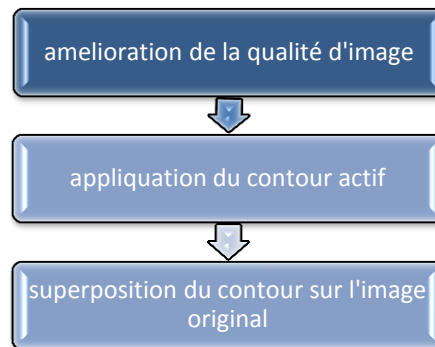 amelioration de la qualité d'image
appliquation du contour actif
superposition du contour sur l'image
original